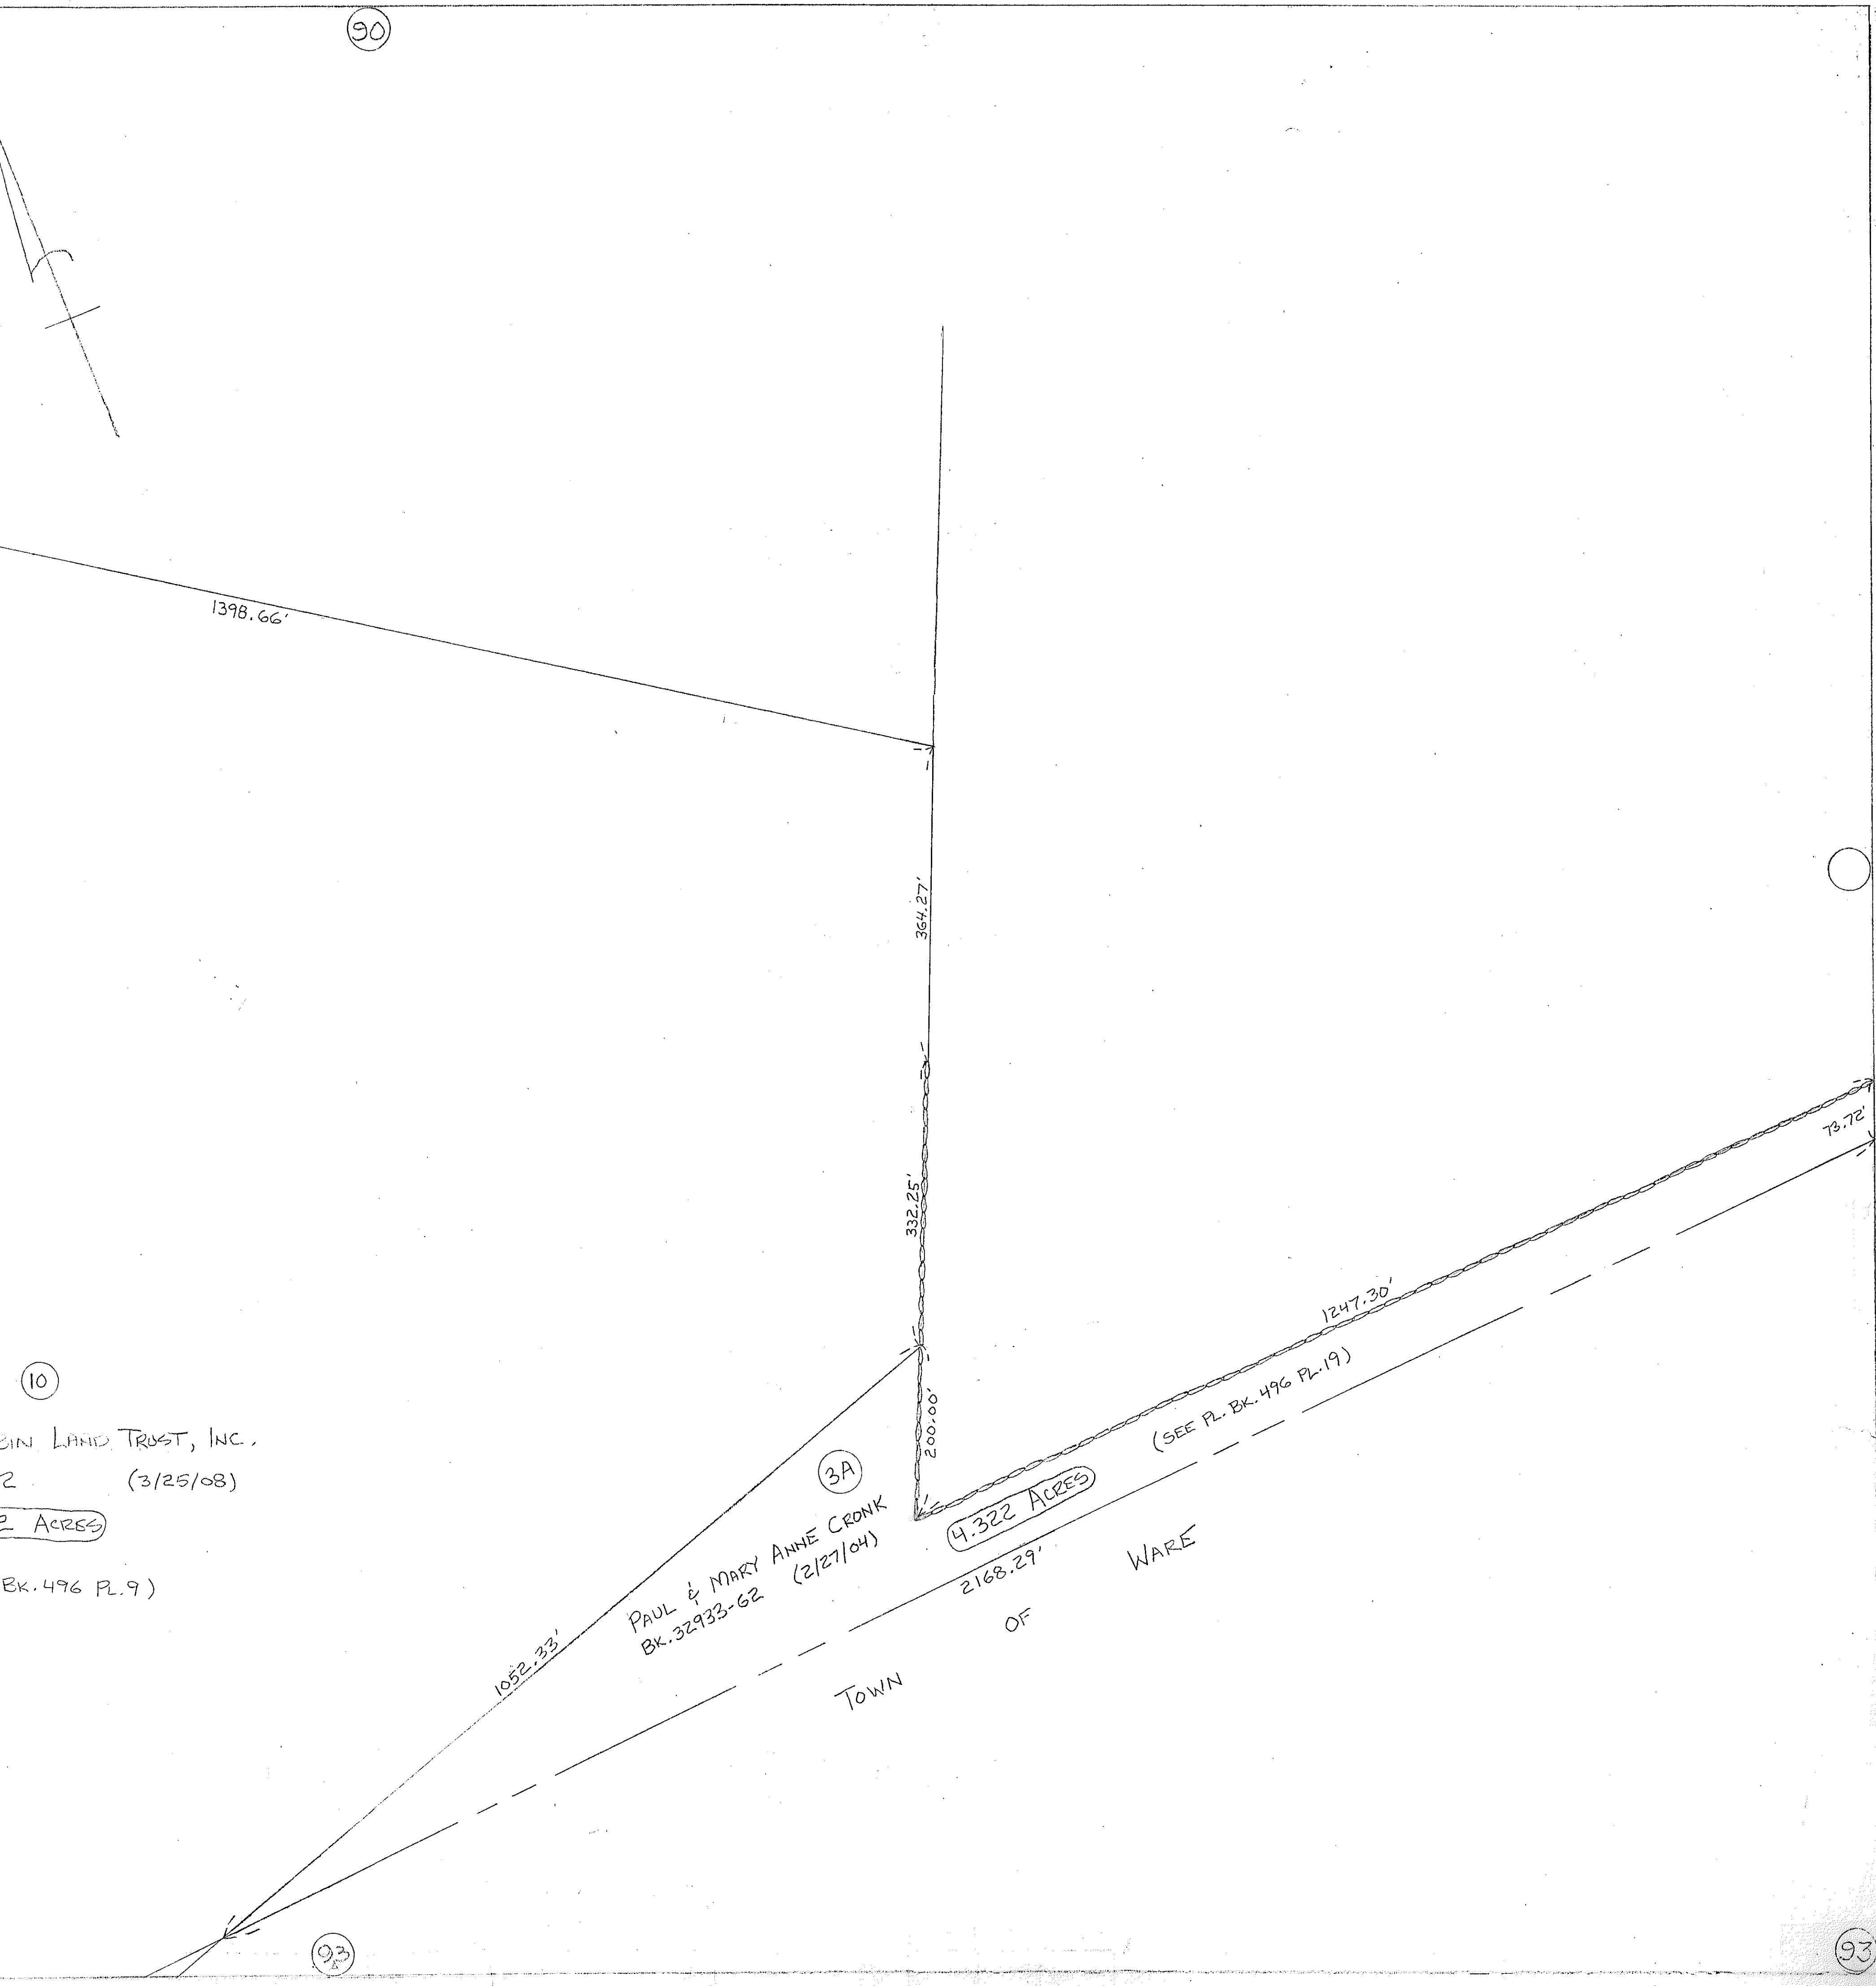 90
1398.66'
364.27'
332.25'
73.72'
1247.30'
(SEE PL. BK. 496 PL. 19)
200.00'
10
LAND TRUST, INC.
2 (3/25/08)
2 ACRES
BK. 496 PL. 9)
3A
PAUL & MARY ANNE CRONK
BK. 32933-62 (2/27/04)
4.322 ACRES
2168.29'
1052.33'
TOWN OF WARE
93
93